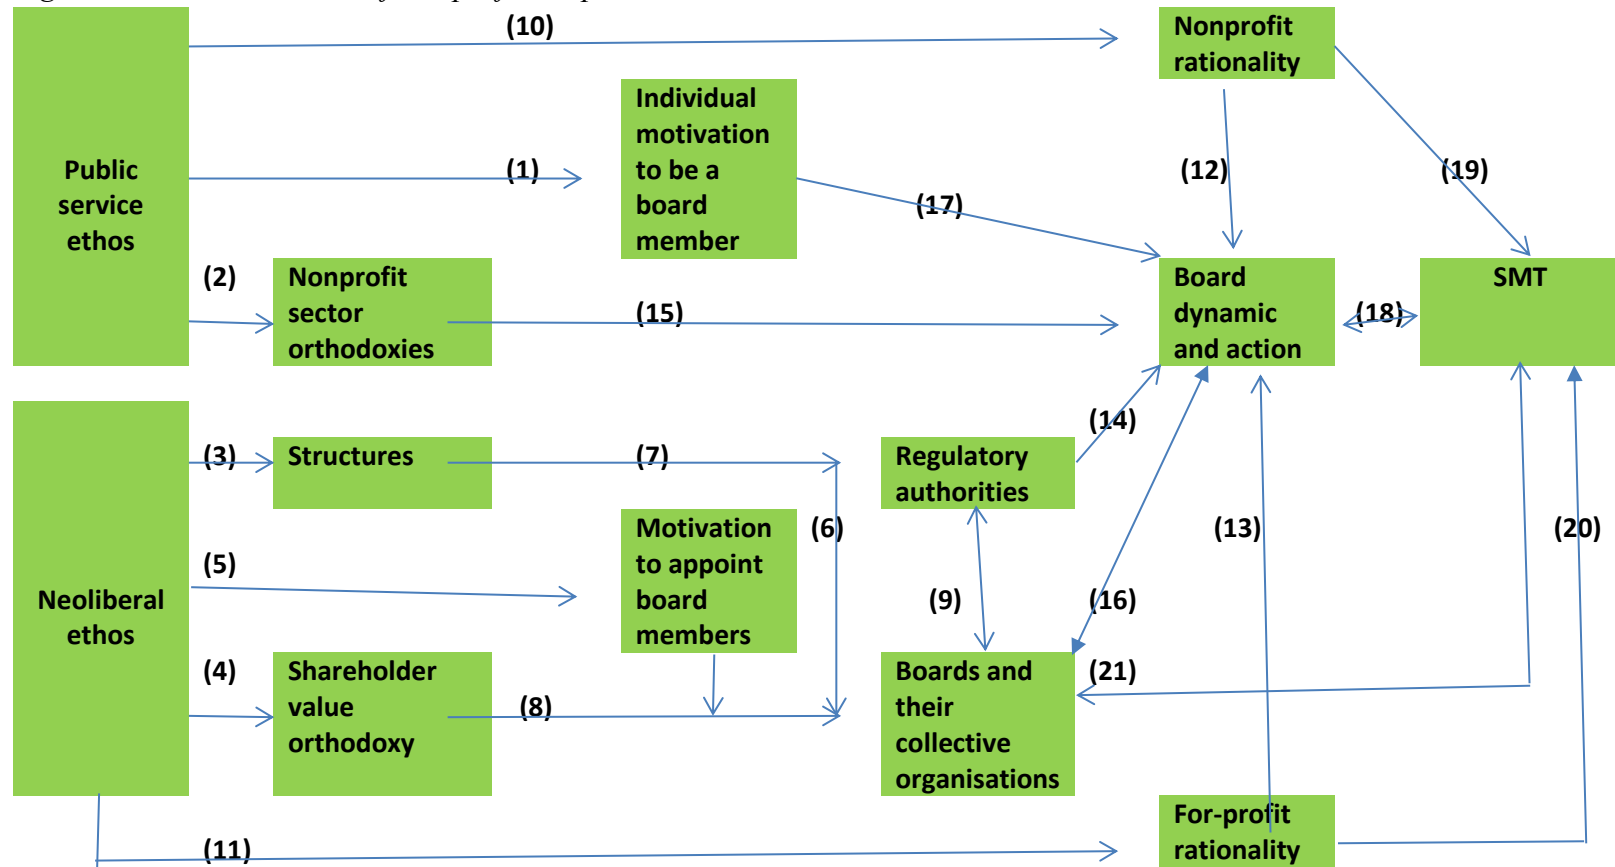 (10)
Nonprofit
rationality
Individual
motivation
to be a
board
member
Public
service
ethos
(1)
(12)
(19)
(17)
(2)
Nonprofit
sector
orthodoxies
(15)
Board
dynamic
and action
(18)
SMT
(3)
Structures
(7)
(14)
Regulatory
authorities
(5)
Motivation
to appoint
board
members
(6)
(13)
(20)
Neoliberal
ethos
(9)
(16)
(4)
Shareholder
value
orthodoxy
(8)
Boards and
their
collective
organisations
(21)
(11)
For-profit
rationality